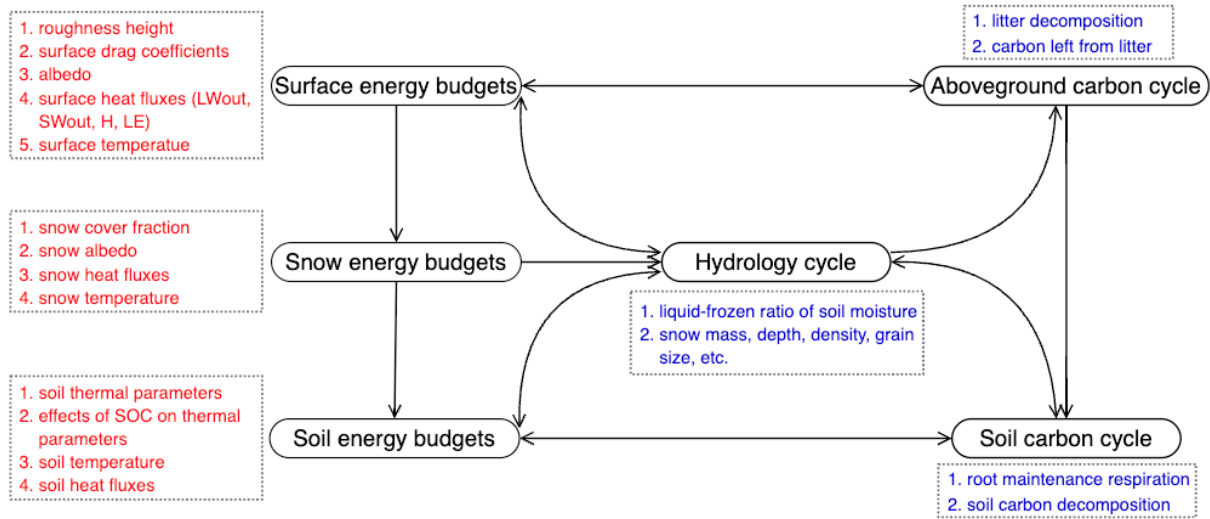 1. roughness height
2. surface drag coefficients
3. albedo
4. surface heat fluxes (LWout,
SWout, H, LE)
5. surface temperatue
1. litter decomposition
2. carbon left from litter
Surface energy budgets
Aboveground carbon cycle
1. snow cover fraction
2. snow albedo
3. snow heat fluxes
4. snow temperature
Snow energy budgets
Hydrology cycle
1. liquid-frozen ratio of soil moisture
2. snow mass, depth, density, grain
size, etc.
1. soil thermal parameters
2. effects of SOC on thermal
parameters
3. soil temperature
4. soil heat fluxes
Soil energy budgets
Soil carbon cycle
1. root maintenance respiration
2. soil carbon decomposition